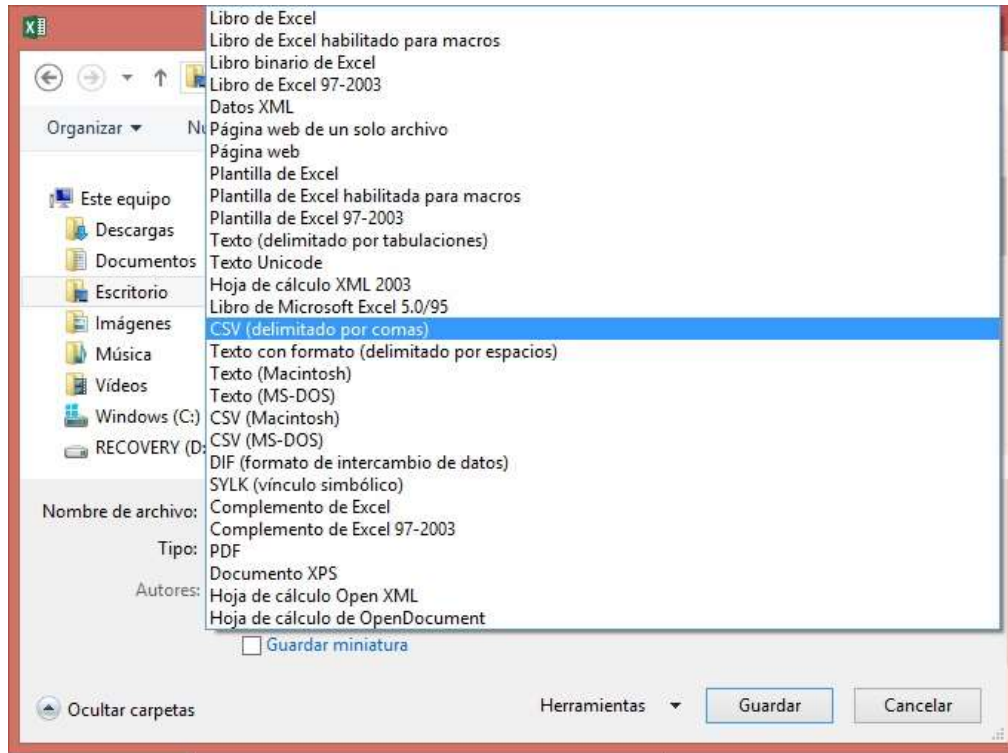 Organizar
Este equipo
Descargas
Documentos
Escritorio
Imágenes
Música
Vídeos
Windows (C:)
RECOVERY (D:
Libro de Excel
Libro de Excel habilitado para macros
Libro binario de Excel
Libro de Excel 97-2003
Datos XML
Página web de un solo archivo
Página web
Plantilla de Excel
Plantilla de Excel habilitada para macros
Plantilla de Excel 97-2003
Texto (delimitado por tabulaciones)
Texto Unicode
Hoja de cálculo XML 2003
Libro de Microsoft Excel 5.0/95
CSV (delimitado por comas)
Texto con formato (delimitado por espacios)
Texto (Macintosh)
Texto (MS-DOS)
CSV (Macintosh)
CSV (MS-DOS)
DIF (formato de intercambio de datos)
SYLK (vínculo simbólico)
Complemento de Excel
Complemento de Excel 97-2003
PDF
Documento XPS
Hoja de cálculo Open XML
Hoja de cálculo de OpenDocument
Nombre de archivo:
Tipo:
Autores:
Guardar miniatura
Ocultar carpetas
Herramientas
Guardar
Cancelar